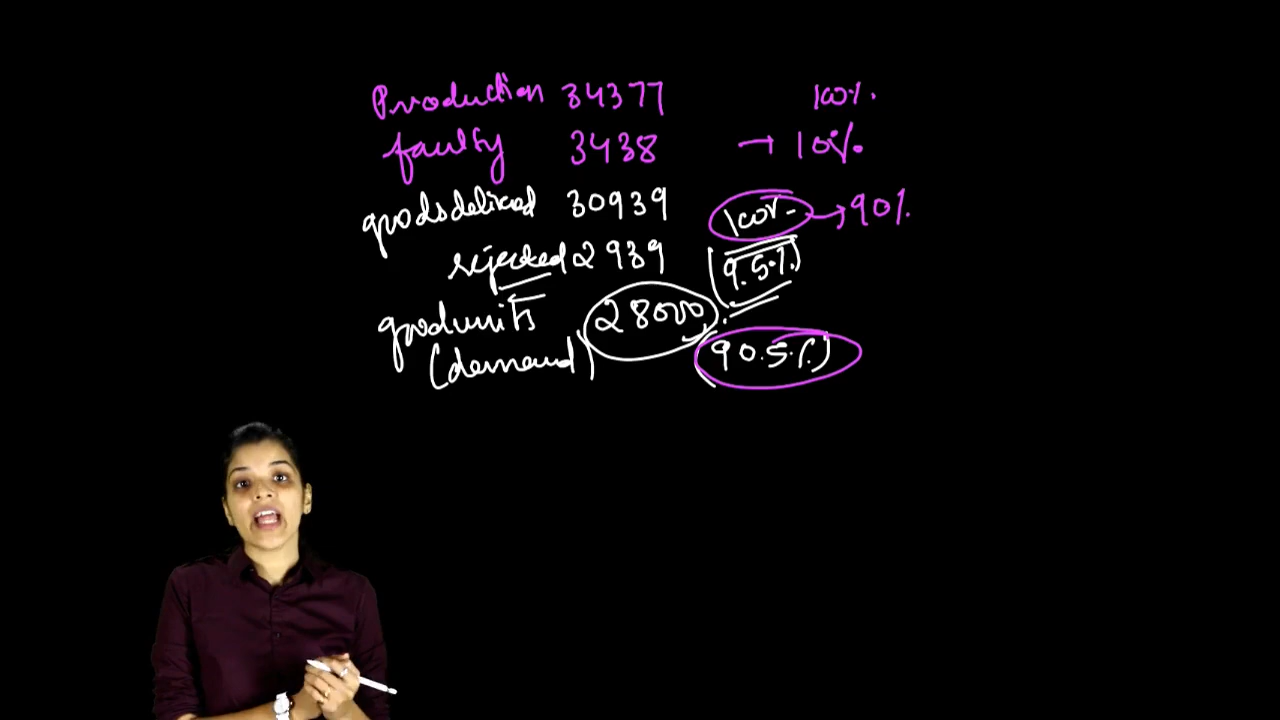 Production 34377 100%.
faulty 3438 → 10%.
goods delivered 30939 100%. → 90%.
rejected 2939 (9.5%.)
good units 28000
(demand) 90.5%.)